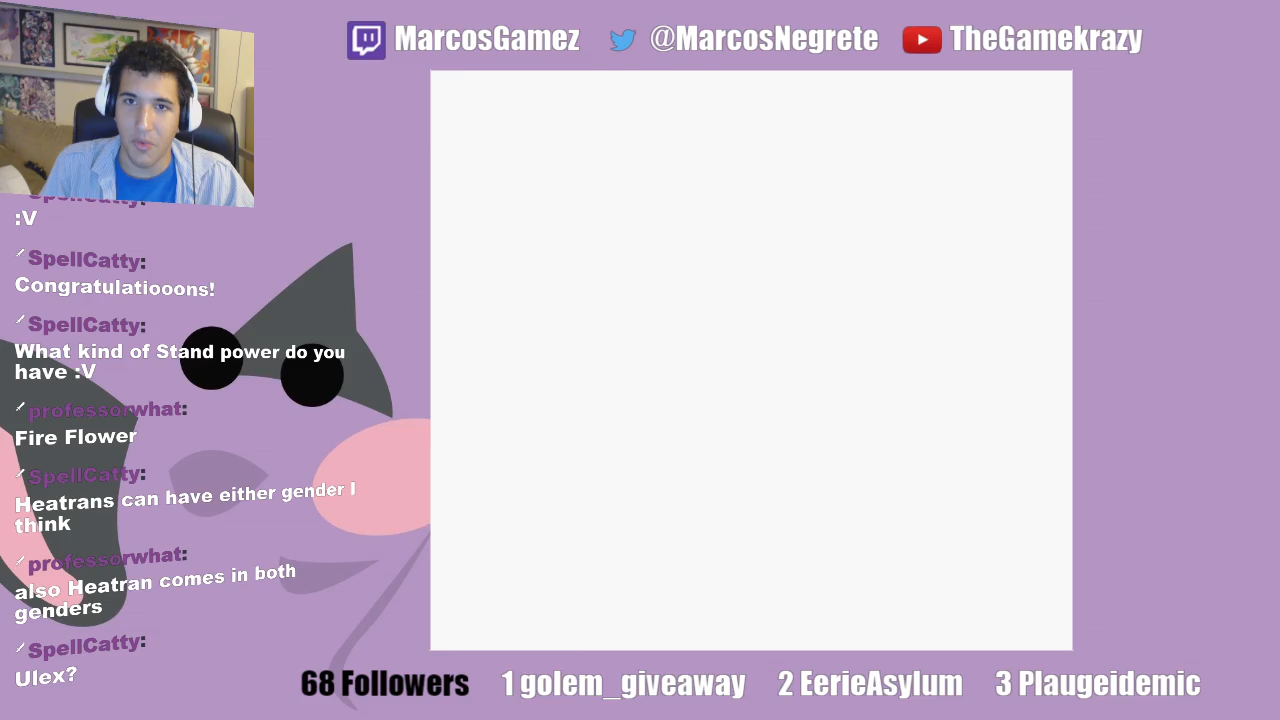 MarcosGamez @MarcosNegrete TheGamekrazy
SpellCatty:
:V
SpellCatty:
Congratulatiooons!
SpellCatty:
What kind of Stand power do you
have :V
professorwhat:
Fire Flower
SpellCatty:
Heatrans can have either gender I
think
professorwhat:
also Heatran comes in both
genders
SpellCatty:
Ulex?
68 Followers 1 golem_giveaway 2 EerieAsylum 3 Plaugeidemic